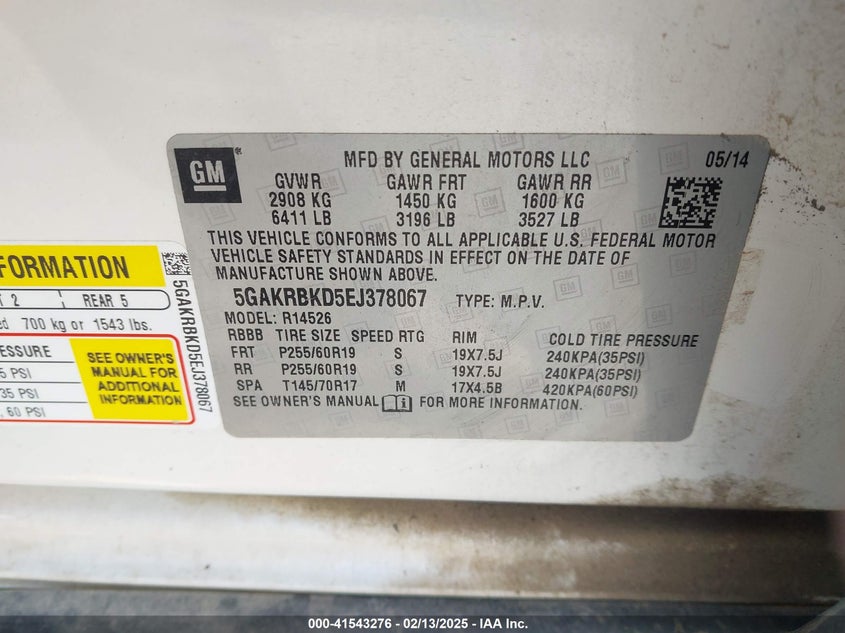 GM
MFD BY GENERAL MOTORS LLC 05/14
GVWR GAWR FRT GAWR RR
2908 KG 1450 KG 1600 KG
6411 LB 3196 LB 3527 LB
THIS VEHICLE CONFORMS TO ALL APPLICABLE U.S. FEDERAL MOTOR
VEHICLE SAFETY STANDARDS IN EFFECT ON THE DATE OF
MANUFACTURE SHOWN ABOVE.
5GAKRBKD5EJ378067 TYPE: M.P.V.
MODEL: R14526
RBBB TIRE SIZE SPEED RTG RIM COLD TIRE PRESSURE
FRT P255/60R19 S 19X7.5J 240KPA(35PSI)
RR P255/60R19 S 19X7.5J 240KPA(35PSI)
SPA T145/70R17 M 17X4.5B 420KPA(60PSI)
SEE OWNER'S MANUAL FOR MORE INFORMATION.
FORMATION
2 REAR 5
700 kg or 1543 lbs.
ESSURE
5 PSI
35 PSI
, 60 PSI
SEE OWNER'S
MANUAL FOR
ADDITIONAL
INFORMATION
5GAKRBKD5EJ378067
000-41543276 - 02/13/2025 - IAA Inc.